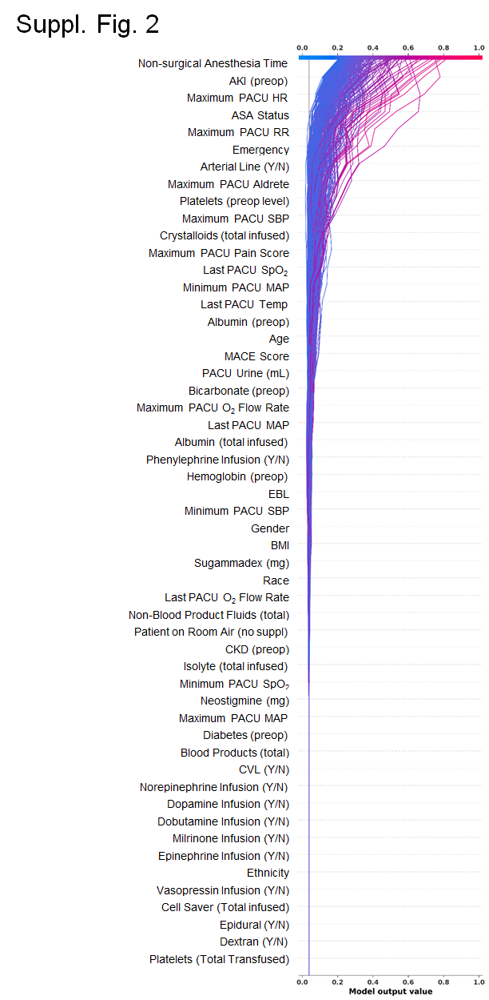 Suppl. Fig. 2
0.0 0.2 0.4 0.6 0.8 1.0
Non-surgical Anesthesia Time
AKI (preop)
Maximum PACU HR
ASA Status
Maximum PACU RR
Emergency
Arterial Line (Y/N)
Maximum PACU Aldrete
Platelets (preop level)
Maximum PACU SBP
Crystalloids (total infused)
Maximum PACU Pain Score
Last PACU SpO₂
Minimum PACU MAP
Last PACU Temp
Albumin (preop)
Age
MACE Score
PACU Urine (mL)
Bicarbonate (preop)
Maximum PACU O₂ Flow Rate
Last PACU MAP
Albumin (total infused)
Phenylephrine Infusion (Y/N)
Hemoglobin (preop)
EBL
Minimum PACU SBP
Gender
BMI
Sugammadex (mg)
Race
Last PACU O₂ Flow Rate
Non-Blood Product Fluids (total)
Patient on Room Air (no suppl)
CKD (preop)
Isolyte (total infused)
Minimum PACU SpO₂
Neostigmine (mg)
Maximum PACU MAP
Diabetes (preop)
Blood Products (total)
CVL (Y/N)
Norepinephrine Infusion (Y/N)
Dopamine Infusion (Y/N)
Dobutamine Infusion (Y/N)
Milrinone Infusion (Y/N)
Epinephrine Infusion (Y/N)
Ethnicity
Vasopressin Infusion (Y/N)
Cell Saver (Total infused)
Epidural (Y/N)
Dextran (Y/N)
Platelets (Total Transfused)
0.0 0.2 0.4 0.6 0.8 1.0
Model output value